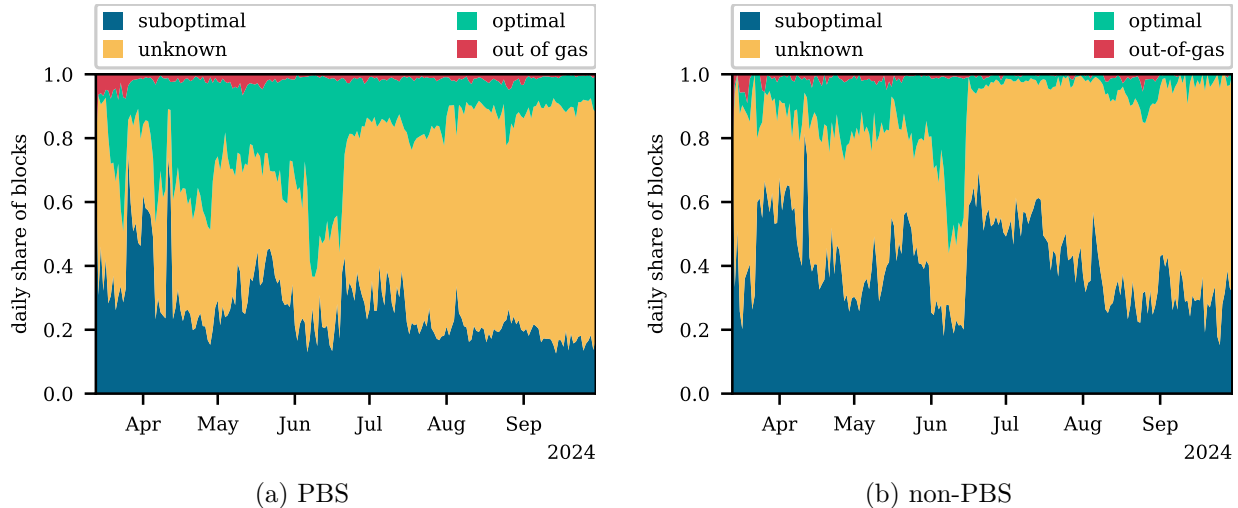 suboptimal optimal
unknown out of gas
daily share of blocks
1.0
0.8
0.6
0.4
0.2
0.0
Apr May Jun Jul Aug Sep
2024
(a) PBS
suboptimal optimal
unknown out-of-gas
daily share of blocks
1.0
0.8
0.6
0.4
0.2
0.0
Apr May Jun Jul Aug Sep
2024
(b) non-PBS